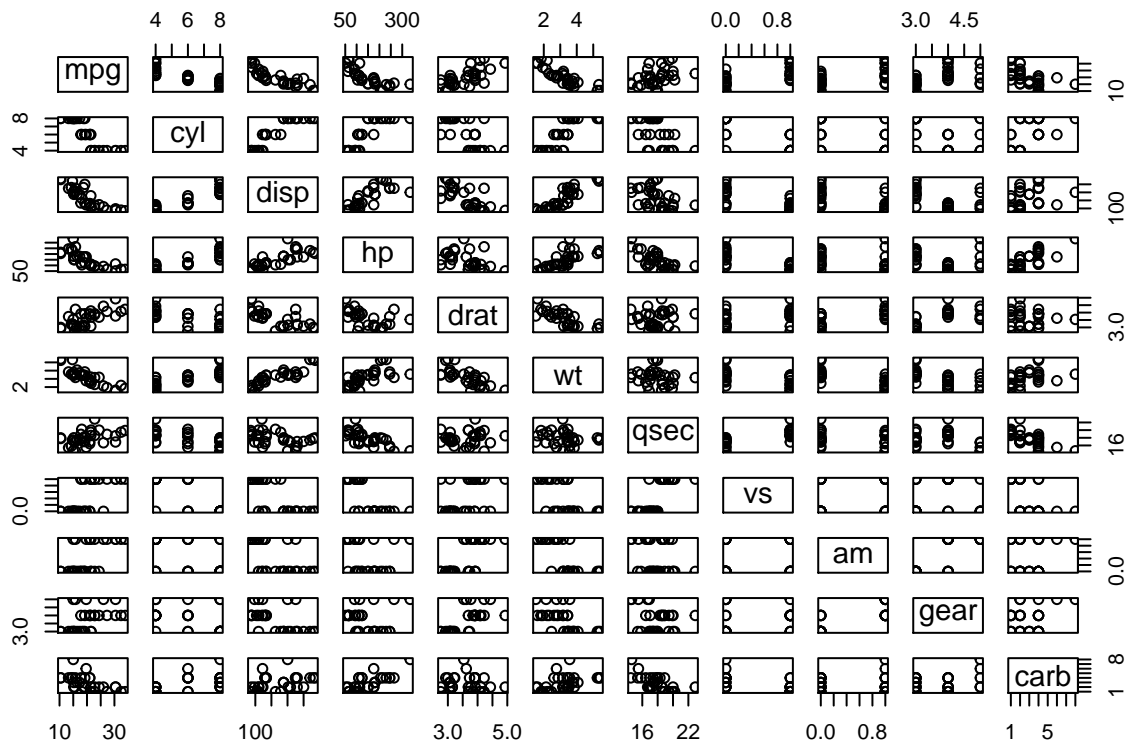 4 6 8 50 300 2 4 0.0 0.8 3.0 4.5
mpg 10
4 8 cyl
disp 100
50 hp
drat 3.0
2 wt
qsec 16
0.0 vs
am 0.0
3.0 gear
carb 1 8
10 30 100 3.0 5.0 16 22 0.0 0.8 1 5